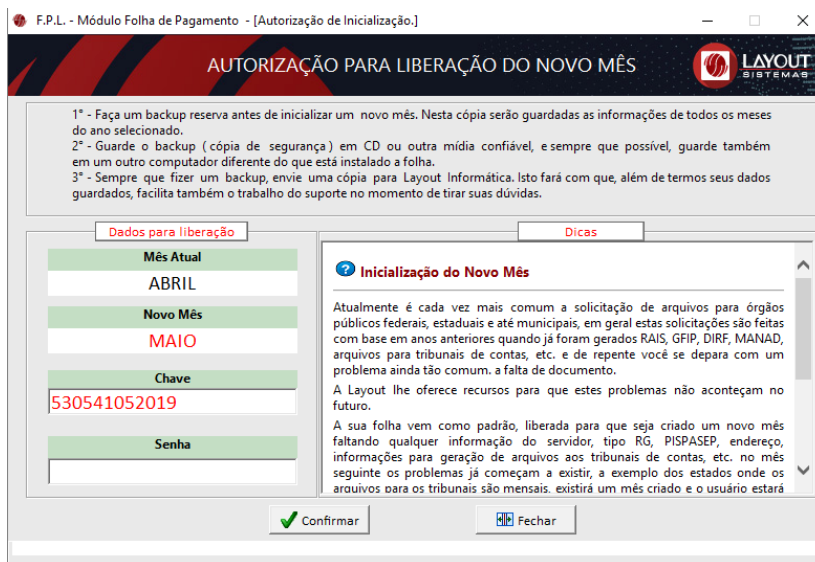 F.P.L. - Módulo Folha de Pagamento - [Autorização de Inicialização.]
AUTORIZAÇÃO PARA LIBERAÇÃO DO NOVO MÊS
LAYOUT
SISTEMAS
1° - Faça um backup reserva antes de inicializar um novo mês. Nesta cópia serão guardadas as informações de todos os meses
do ano selecionado.
2° - Guarde o backup ( cópia de segurança ) em CD ou outra mídia confiável, e sempre que possível, guarde também
em um outro computador diferente do que está instalado a folha.
3° - Sempre que fizer um backup, envie uma cópia para Layout Informática. Isto fará com que, além de termos seus dados
guardados, facilita também o trabalho do suporte no momento de tirar suas dúvidas.
Dados para liberação
Mês Atual
ABRIL
Novo Mês
MAIO
Chave
530541052019
Senha
Dicas
Inicialização do Novo Mês
Atualmente é cada vez mais comum a solicitação de arquivos para órgãos
públicos federais, estaduais e até municipais, em geral estas solicitações são feitas
com base em anos anteriores quando já foram gerados RAIS, GFIP, DIRF, MANAD,
arquivos para tribunais de contas, etc. e de repente você se depara com um
problema ainda tão comum. a falta de documento.
A Layout lhe oferece recursos para que estes problemas não aconteçam no
futuro.
A sua folha vem como padrão, liberada para que seja criado um novo mês
faltando qualquer informação do servidor, tipo RG, PISPASEP, endereço,
informações para geração de arquivos aos tribunais de contas, etc. no mês
seguinte os problemas já começam a existir, a exemplo dos estados onde os
arquivos para os tribunais são mensais, existirá um mês criado e o usuário estará
Confirmar
Fechar